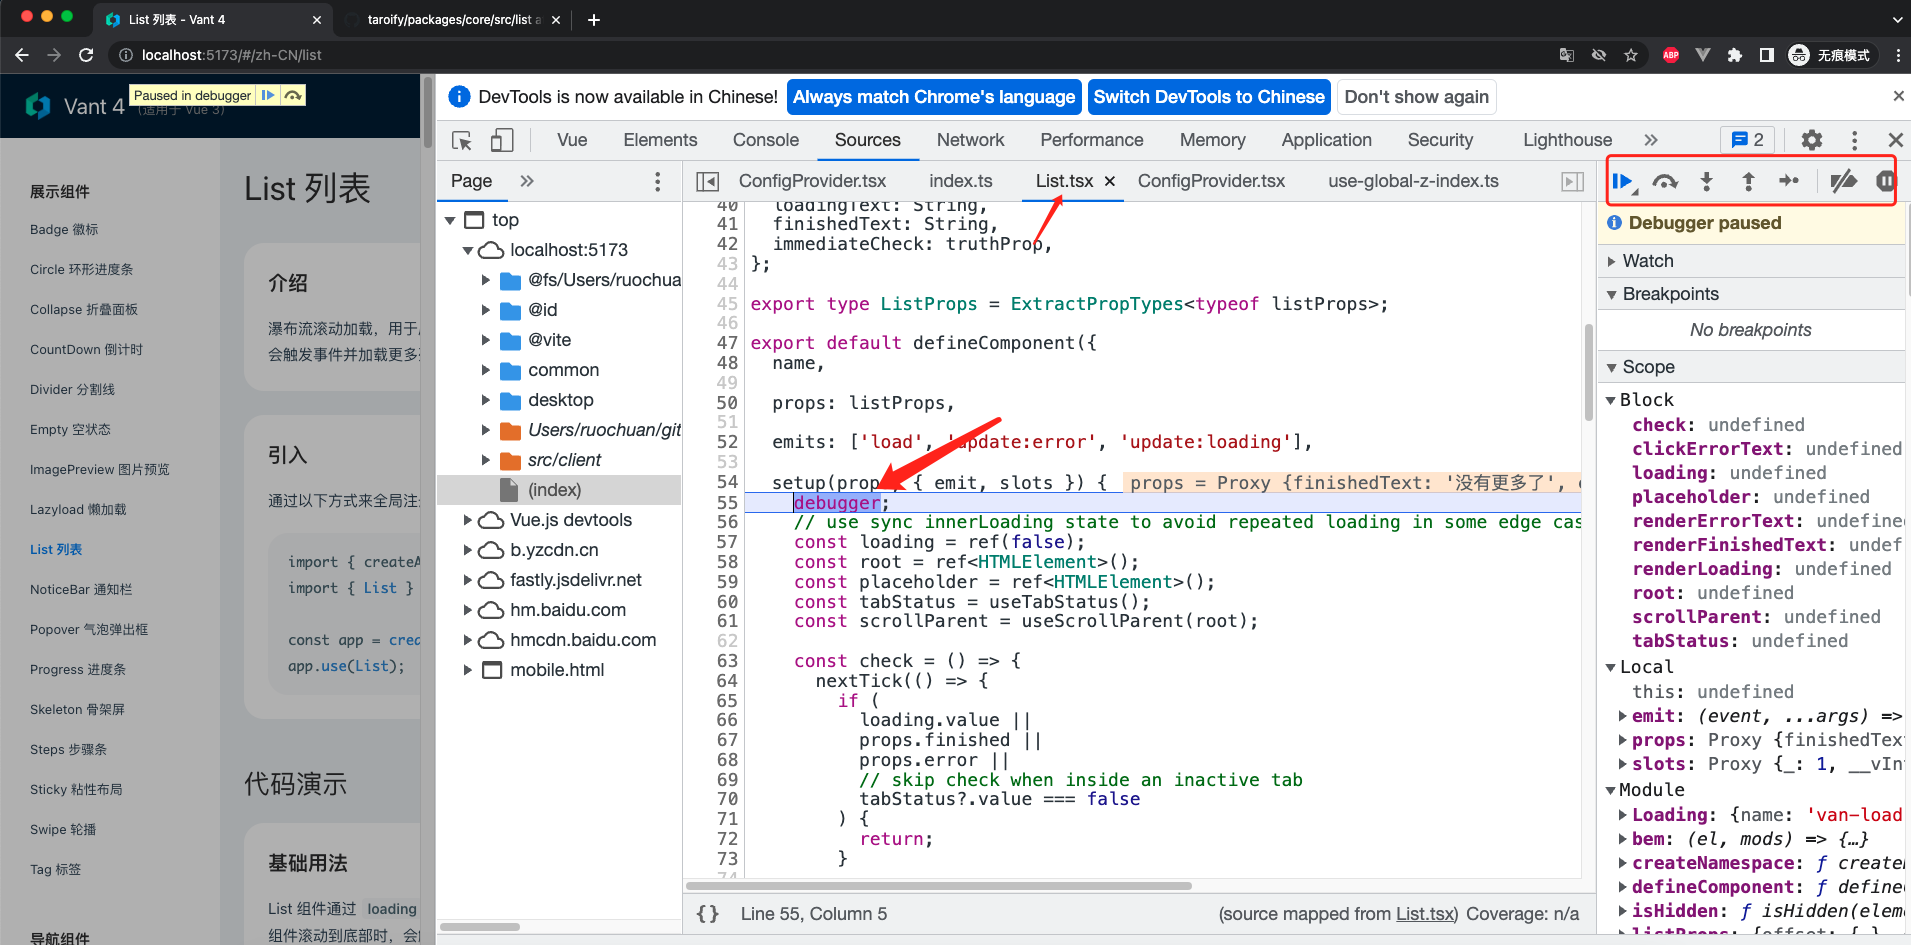 List 列表 - Vant 4
taroify/packages/core/src/list a
localhost:5173/#/zh-CN/list
ABP
无痕模式
Paused in debugger
Vant 4
(适用于 Vue 3)
展示组件
Badge 徽标
Circle 环形进度条
Collapse 折叠面板
CountDown 倒计时
Divider 分割线
Empty 空状态
ImagePreview 图片预览
Lazyload 懒加载
List 列表
NoticeBar 通知栏
Popover 气泡弹出框
Progress 进度条
Skeleton 骨架屏
Steps 步骤条
Sticky 粘性布局
Swipe 轮播
Tag 标签
导航组件
List 列表
介绍
瀑布流滚动加载，用于
会触发事件并加载更多
引入
通过以下方式来全局注
import { createA
import { List }
const app = crea
app.use(List);
代码演示
基础用法
List 组件通过 loading
组件滚动到底部时，会
DevTools is now available in Chinese!
Always match Chrome's language
Switch DevTools to Chinese
Don't show again
Vue
Elements
Console
Sources
Network
Performance
Memory
Application
Security
Lighthouse
2
Page
top
localhost:5173
@fs/Users/ruochua
@id
@vite
common
desktop
Users/ruochuan/git
src/client
(index)
Vue.js devtools
b.yzcdn.cn
fastly.jsdelivr.net
hm.baidu.com
hmcdn.baidu.com
mobile.html
ConfigProvider.tsx
index.ts
List.tsx
ConfigProvider.tsx
use-global-z-index.ts
40 loadingText: String,
41 finishedText: String,
42 immediateCheck: truthProp,
43 };
44
45 export type ListProps = ExtractPropTypes<typeof listProps>;
46
47 export default defineComponent({
48 name,
49
50 props: listProps,
51
52 emits: ['load', 'update:error', 'update:loading'],
53
54 setup(props, { emit, slots }) { props = Proxy {finishedText: '没有更多了',
55 debugger;
56 // use sync innerLoading state to avoid repeated loading in some edge cas
57 const loading = ref(false);
58 const root = ref<HTMLElement>();
59 const placeholder = ref<HTMLElement>();
60 const tabStatus = useTabStatus();
61 const scrollParent = useScrollParent(root);
62
63 const check = () => {
64 nextTick(() => {
65 if (
66 loading.value ||
67 props.finished ||
68 props.error ||
69 // skip check when inside an inactive tab
70 tabStatus?.value === false
71 ) {
72 return;
73 }
74
{} Line 55, Column 5
(source mapped from List.tsx) Coverage: n/a
Debugger paused
Watch
Breakpoints
No breakpoints
Scope
Block
check: undefined
clickErrorText: undefined
loading: undefined
placeholder: undefined
renderErrorText: undefine
renderFinishedText: undef
renderLoading: undefined
root: undefined
scrollParent: undefined
tabStatus: undefined
Local
this: undefined
emit: (event, ...args) =>
props: Proxy {finishedTex
slots: Proxy {_: 1, __vIn
Module
Loading: {name: 'van-load
bem: (el, mods) => {…}
createNamespace: ƒ create
defineComponent: ƒ define
isHidden: ƒ isHidden(elem
listProps: {offset: {…},